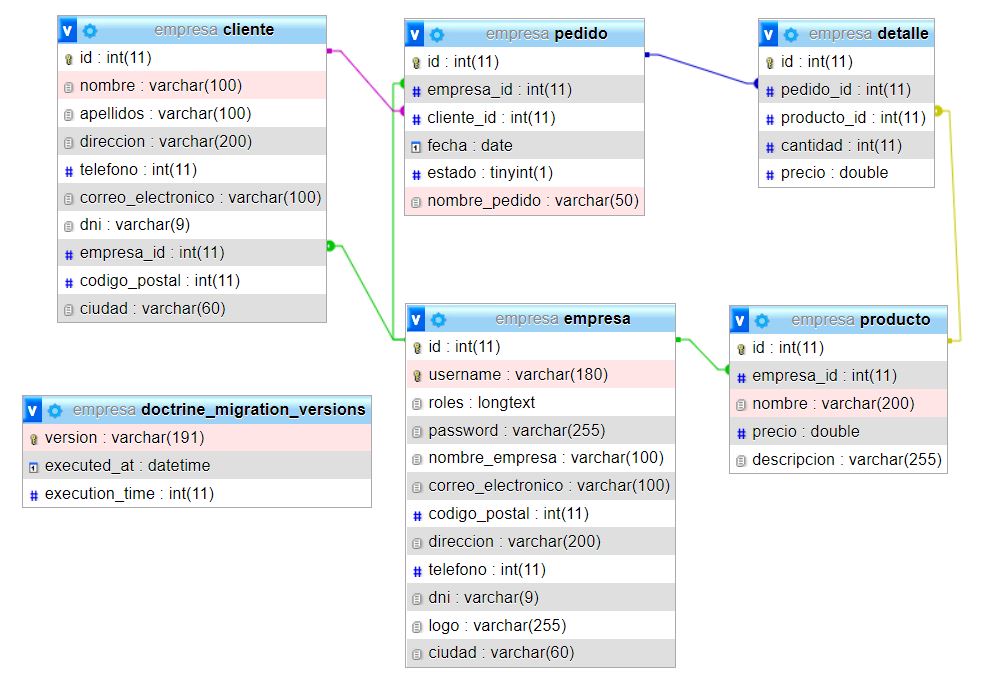 empresa cliente
id : int(11)
nombre : varchar(100)
apellidos : varchar(100)
direccion : varchar(200)
telefono : int(11)
correo_electronico : varchar(100)
dni : varchar(9)
empresa_id : int(11)
codigo_postal : int(11)
ciudad : varchar(60)
empresa pedido
id : int(11)
empresa_id : int(11)
cliente_id : int(11)
fecha : date
estado : tinyint(1)
nombre_pedido : varchar(50)
empresa detalle
id : int(11)
pedido_id : int(11)
producto_id : int(11)
cantidad : int(11)
precio : double
empresa doctrine_migration_versions
version : varchar(191)
executed_at : datetime
execution_time : int(11)
empresa empresa
id : int(11)
username : varchar(180)
roles : longtext
password : varchar(255)
nombre_empresa : varchar(100)
correo_electronico : varchar(100)
codigo_postal : int(11)
direccion : varchar(200)
telefono : int(11)
dni : varchar(9)
logo : varchar(255)
ciudad : varchar(60)
empresa producto
id : int(11)
empresa_id : int(11)
nombre : varchar(200)
precio : double
descripcion : varchar(255)